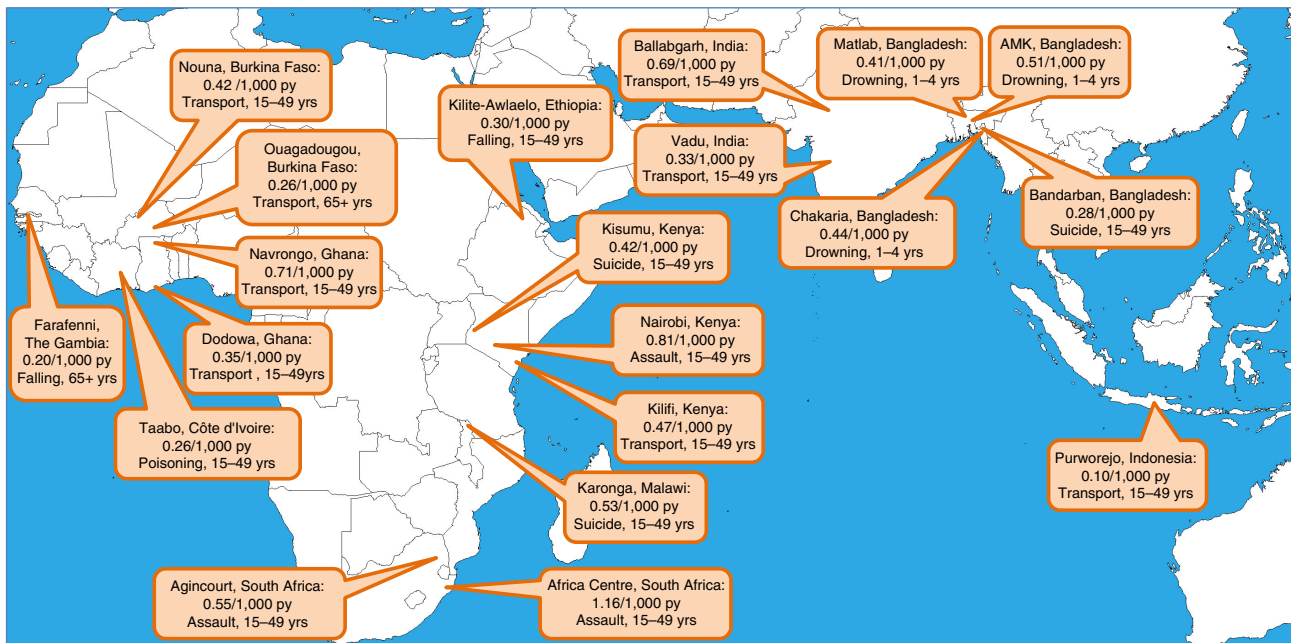 Nouna, Burkina Faso:
0.42 /1,000 py
Transport, 15–49 yrs
Ouagadougou,
Burkina Faso:
0.26/1,000 py
Transport, 65+ yrs
Navrongo, Ghana:
0.71/1,000 py
Transport, 15–49 yrs
Farafenni,
The Gambia:
0.20/1,000 py
Falling, 65+ yrs
Dodowa, Ghana:
0.35/1,000 py
Transport , 15–49yrs
Taabo, Côte d'Ivoire:
0.26/1,000 py
Poisoning, 15–49 yrs
Kilite-Awlaelo, Ethiopia:
0.30/1,000 py
Falling, 15–49 yrs
Kisumu, Kenya:
0.42/1,000 py
Suicide, 15–49 yrs
Nairobi, Kenya:
0.81/1,000 py
Assault, 15–49 yrs
Kilifi, Kenya:
0.47/1,000 py
Transport, 15–49 yrs
Karonga, Malawi:
0.53/1,000 py
Suicide, 15–49 yrs
Agincourt, South Africa:
0.55/1,000 py
Assault, 15–49 yrs
Africa Centre, South Africa:
1.16/1,000 py
Assault, 15–49 yrs
Ballabgarh, India:
0.69/1,000 py
Transport, 15–49 yrs
Matlab, Bangladesh:
0.41/1,000 py
Drowning, 1–4 yrs
AMK, Bangladesh:
0.51/1,000 py
Drowning, 1–4 yrs
Vadu, India:
0.33/1,000 py
Transport, 15–49 yrs
Chakaria, Bangladesh:
0.44/1,000 py
Drowning, 1–4 yrs
Bandarban, Bangladesh:
0.28/1,000 py
Suicide, 15–49 yrs
Purworejo, Indonesia:
0.10/1,000 py
Transport, 15–49 yrs